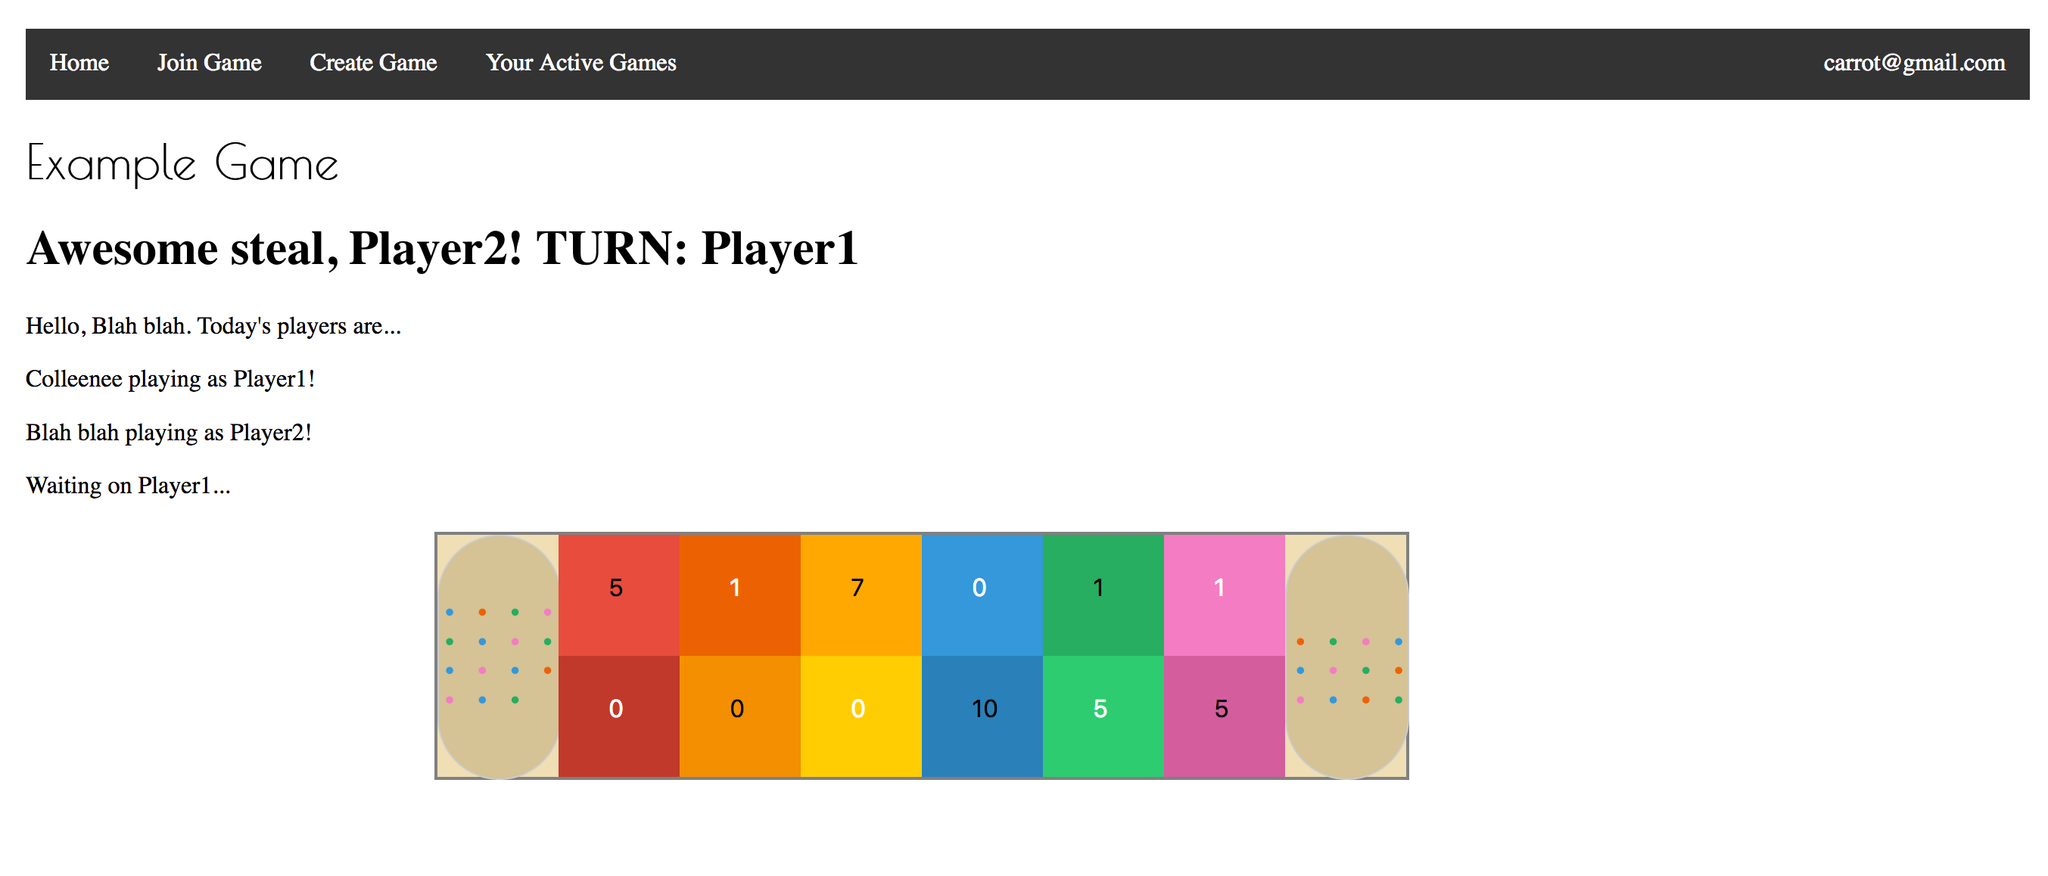 Home Join Game Create Game Your Active Games carrot@gmail.com
Example Game
Awesome steal, Player2! TURN: Player1
Hello, Blah blah. Today's players are...
Colleenee playing as Player1!
Blah blah playing as Player2!
Waiting on Player1...
5 1 7 0 1 1
0 0 0 10 5 5